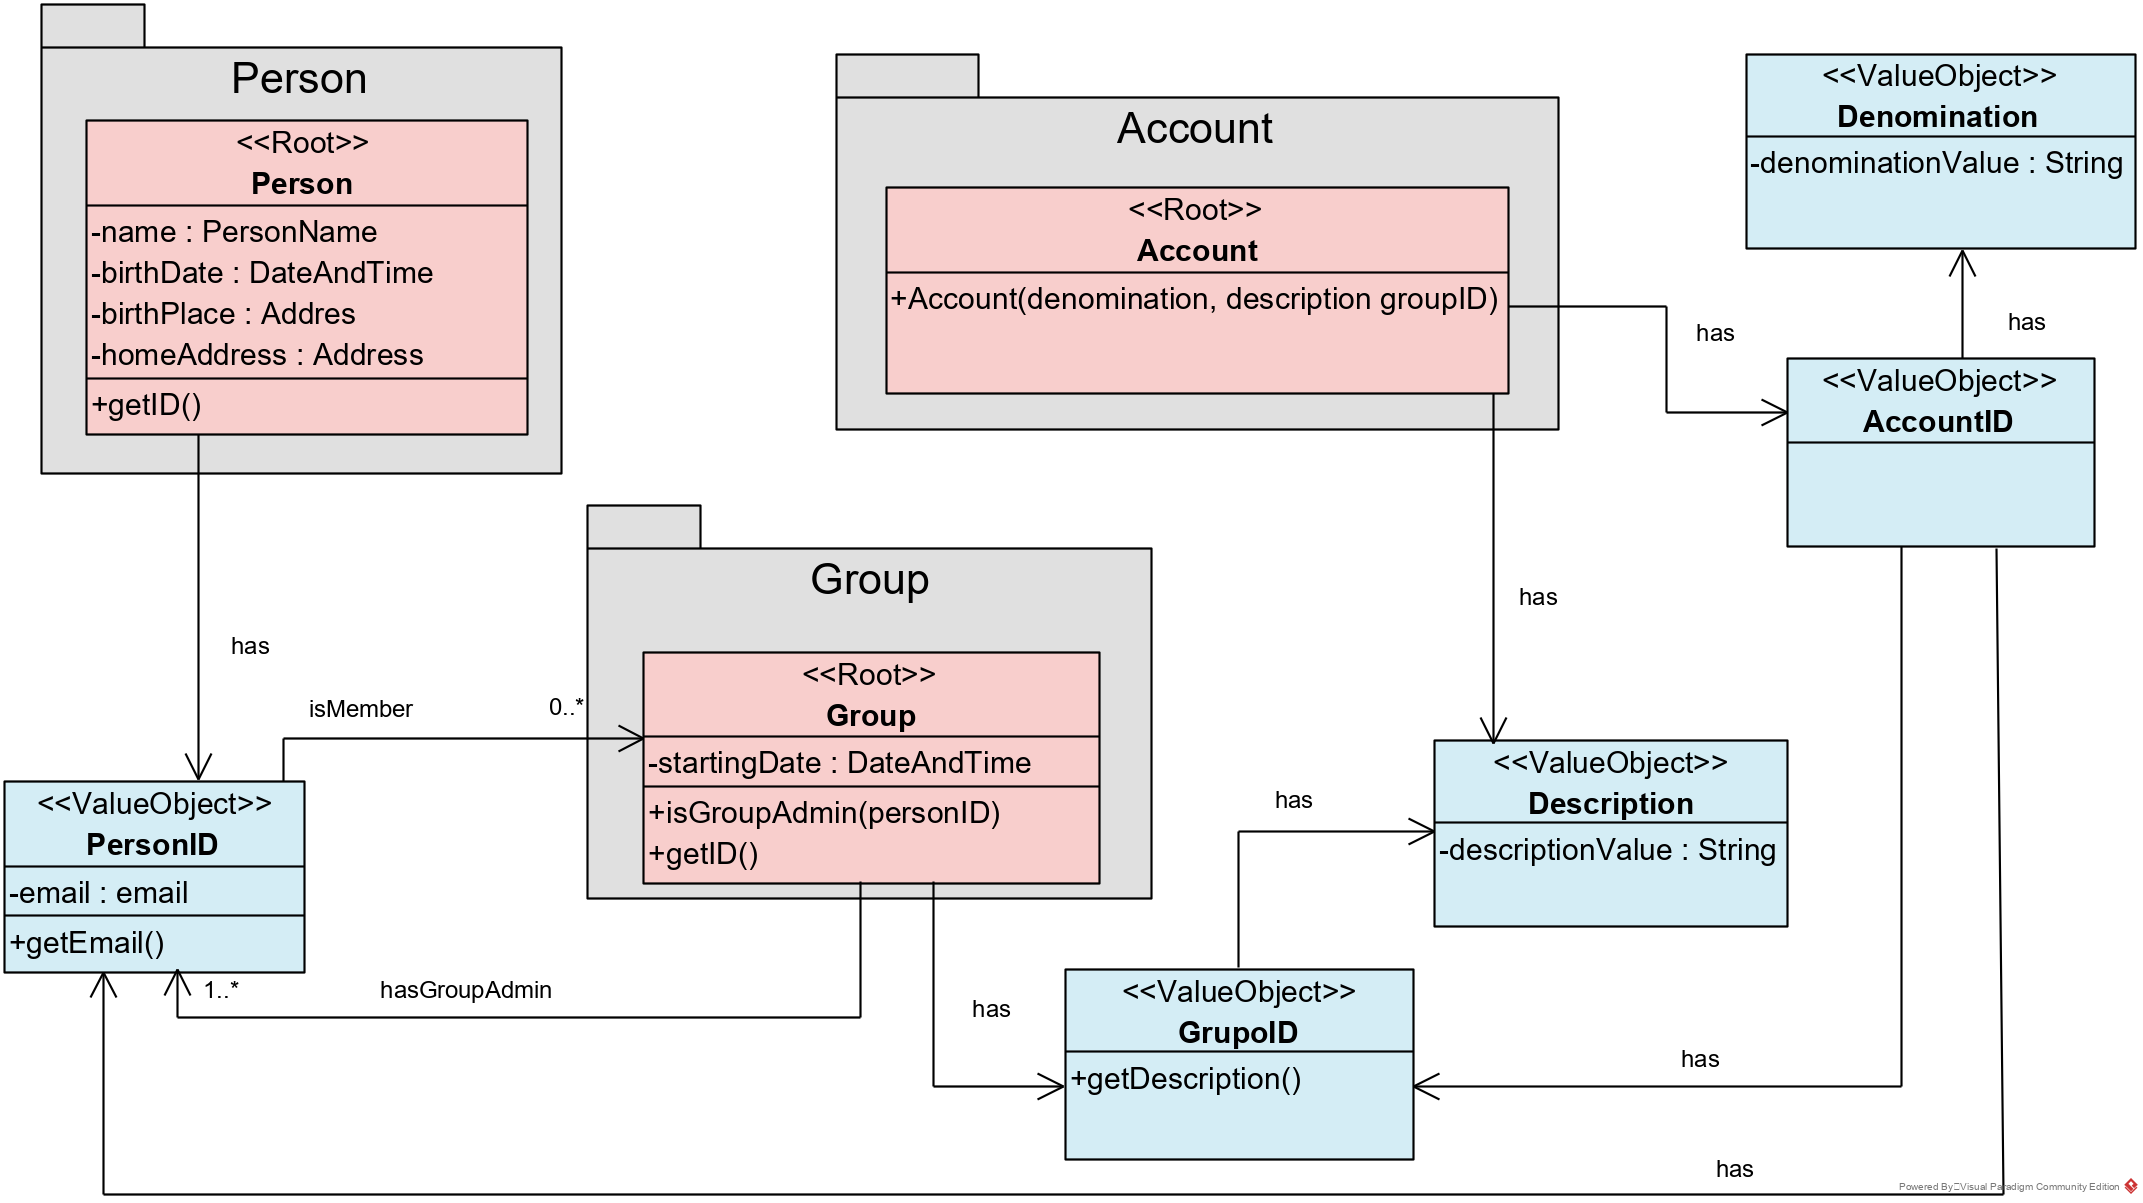 Person
<<Root>>
Person
-name : PersonName
-birthDate : DateAndTime
-birthPlace : Addres
-homeAddress : Address
+getID()
Account
<<Root>>
Account
+Account(denomination, description groupID)
<<ValueObject>>
Denomination
-denominationValue : String
has
has
<<ValueObject>>
AccountID
Group
<<Root>>
Group
-startingDate : DateAndTime
+isGroupAdmin(personID)
+getID()
has
has
isMember
0..*
<<ValueObject>>
PersonID
-email : email
+getEmail()
1..*
hasGroupAdmin
has
<<ValueObject>>
Description
-descriptionValue : String
has
<<ValueObject>>
GrupoID
+getDescription()
has
has
Powered By Visual Paradigm Community Edition